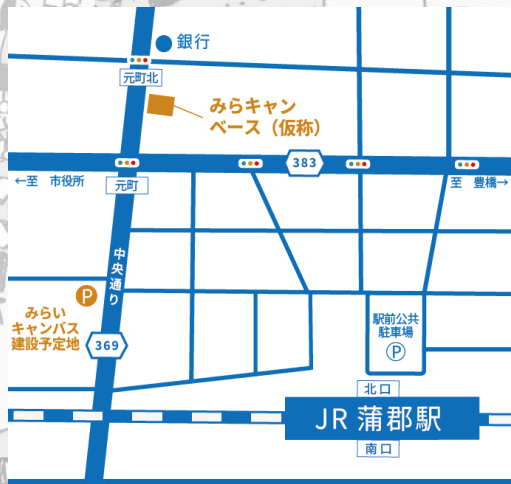 銀行
元町北
みらキャン
ベース（仮称）
383
←至 市役所
元町
至 豊橋→
中央通り
P
みらい
キャンバス
建設予定地
369
駅前公共
駐車場
P
北口
JR 蒲郡駅
南口